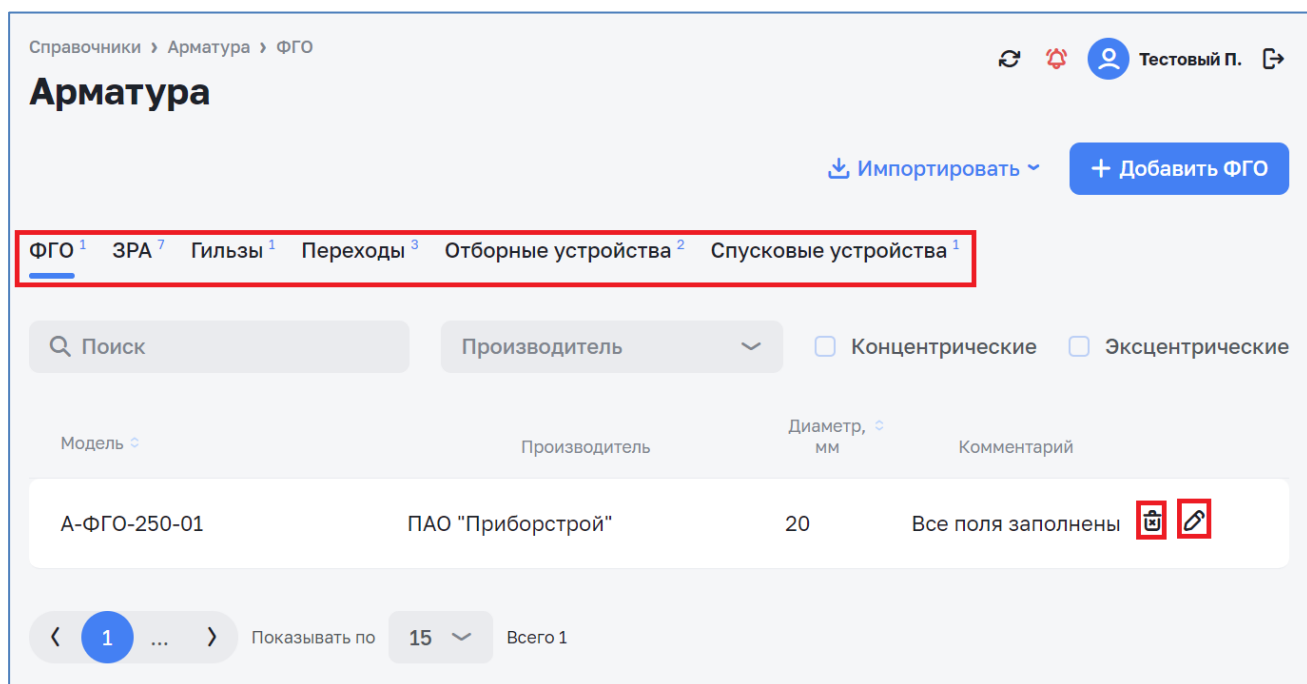 Справочники › Арматура › ФГО
Тестовый П.
Арматура
Импортировать
+ Добавить ФГО
ФГО 1 ЗРА 7 Гильзы 1 Переходы 3 Отборные устройства 2 Спусковые устройства 1
Поиск
Производитель
Концентрические
Эксцентрические
Модель
Производитель
Диаметр,
мм
Комментарий
А-ФГО-250-01 ПАО "Приборстрой" 20 Все поля заполнены
1 ... Показывать по 15 Всего 1